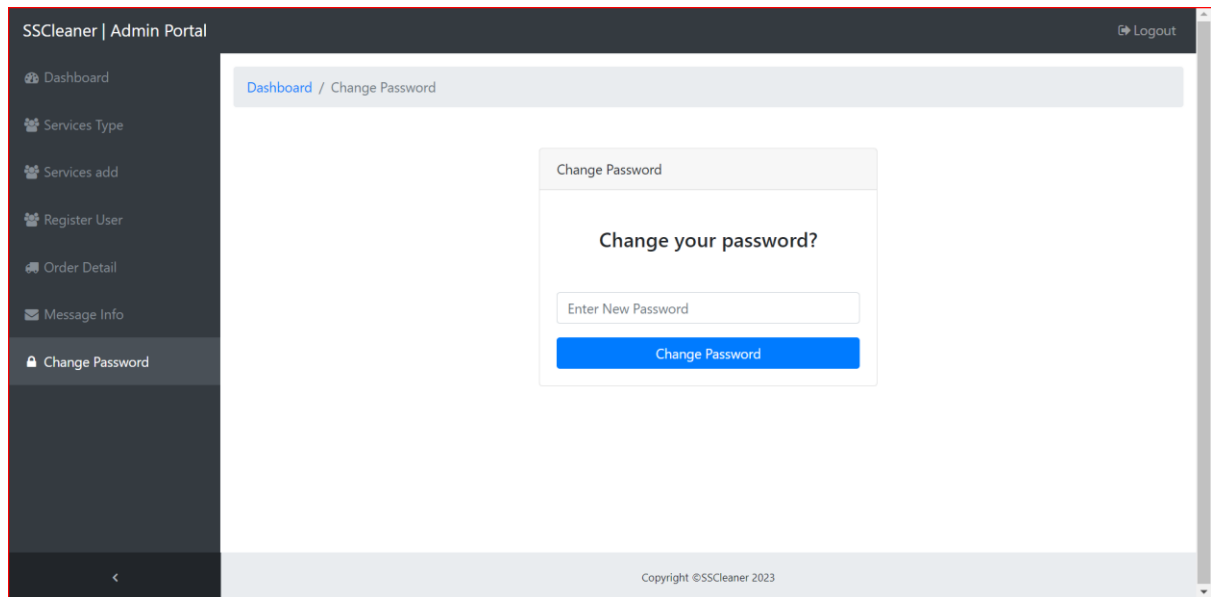 SSCleaner | Admin Portal
Logout
Dashboard
Services Type
Services add
Register User
Order Detail
Message Info
Change Password
Dashboard / Change Password
Change Password
Change your password?
Enter New Password
Change Password
Copyright ©SSCleaner 2023